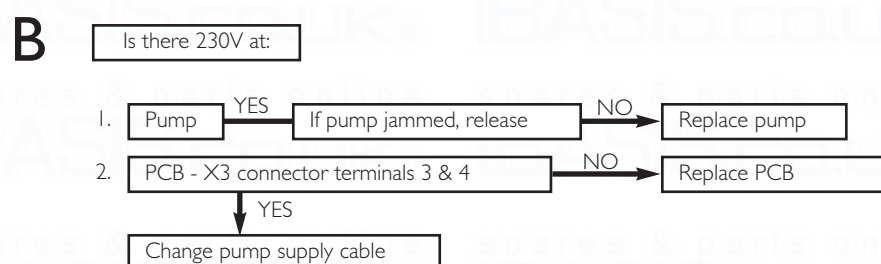 B Is there 230V at:
1. Pump YES If pump jammed, release NO Replace pump
2. PCB - X3 connector terminals 3 & 4 NO Replace PCB
YES
Change pump supply cable